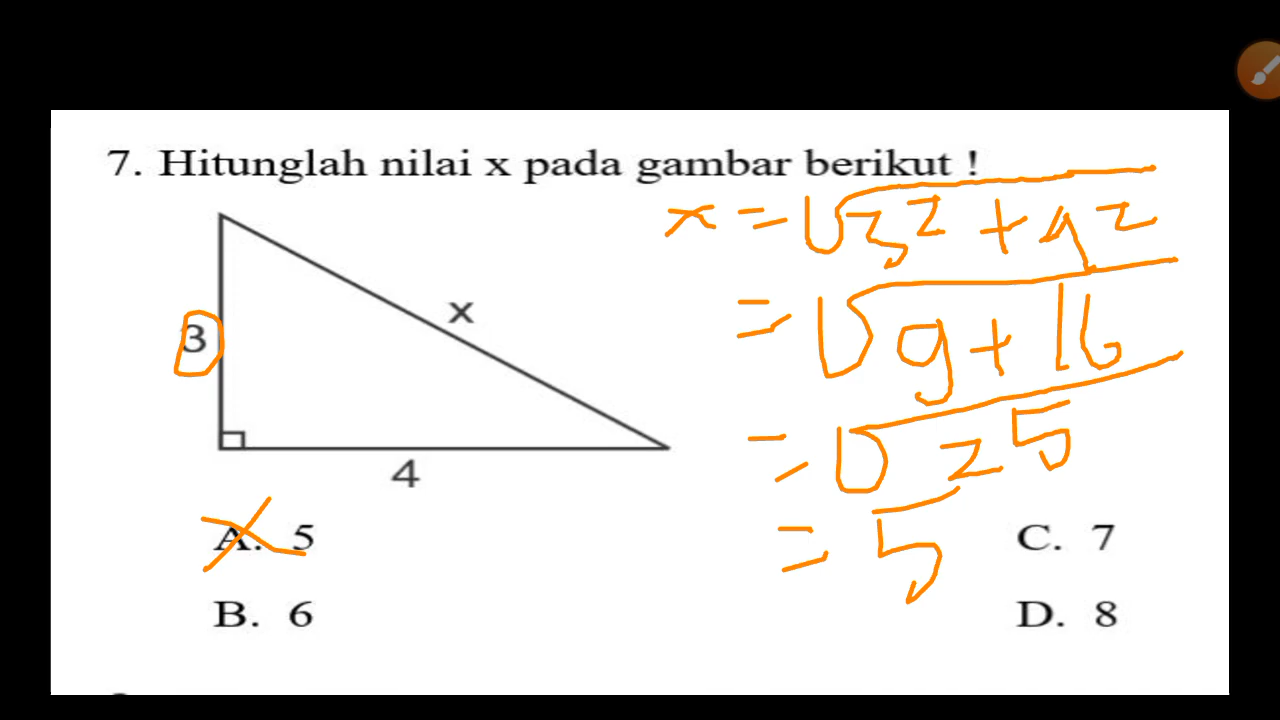 7. Hitunglah nilai x pada gambar berikut !
x = √3² + 4²
3
x
= √9 + 16
= √25
4
= 5
A. 5
C. 7
B. 6
D. 8